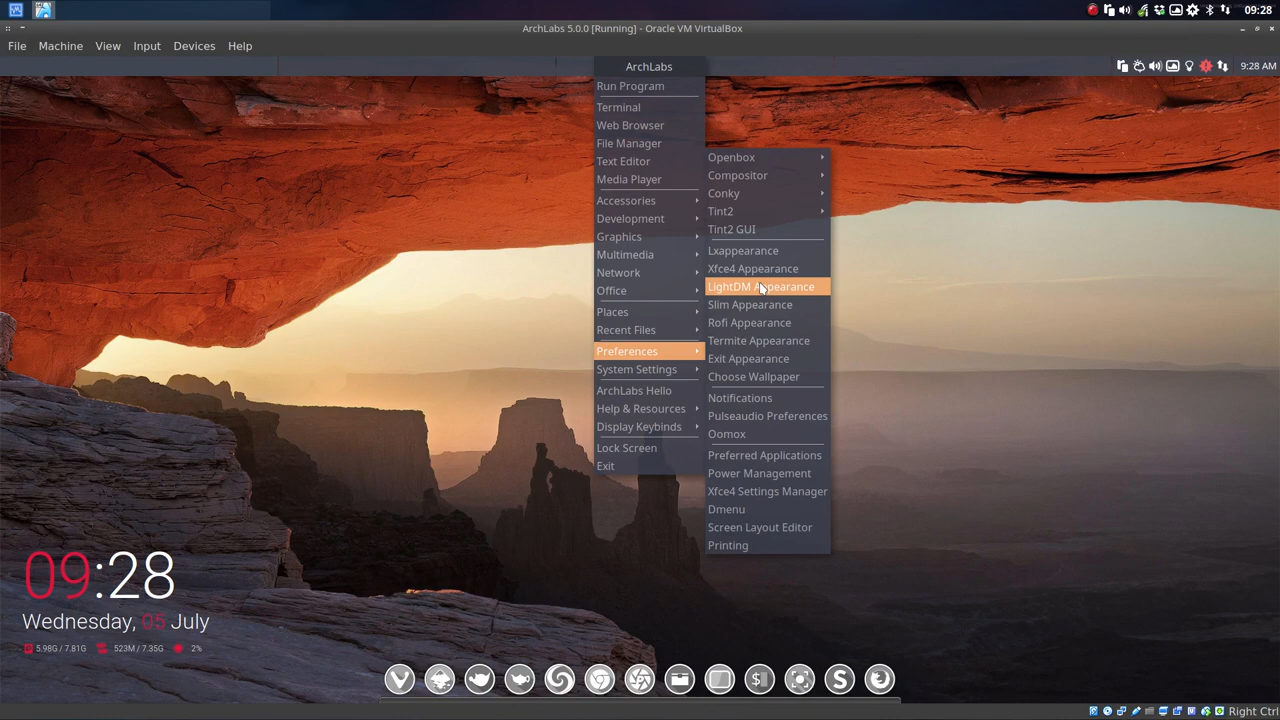 09:28
ArchLabs 5.0.0 [Running] - Oracle VM VirtualBox
File Machine View Input Devices Help
9:28 AM
ArchLabs
Run Program
Terminal
Web Browser
File Manager
Text Editor
Media Player
Accessories
Development
Graphics
Multimedia
Network
Office
Places
Recent Files
Preferences
System Settings
ArchLabs Hello
Help & Resources
Display Keybinds
Lock Screen
Exit
Openbox
Compositor
Conky
Tint2
Tint2 GUI
Lxappearance
Xfce4 Appearance
LightDM Appearance
Slim Appearance
Rofi Appearance
Termite Appearance
Exit Appearance
Choose Wallpaper
Notifications
Pulseaudio Preferences
Oomox
Preferred Applications
Power Management
Xfce4 Settings Manager
Dmenu
Screen Layout Editor
Printing
09:28
Wednesday, 05 July
5.98G / 7.81G 523M / 7.35G 2%
Right Ctrl